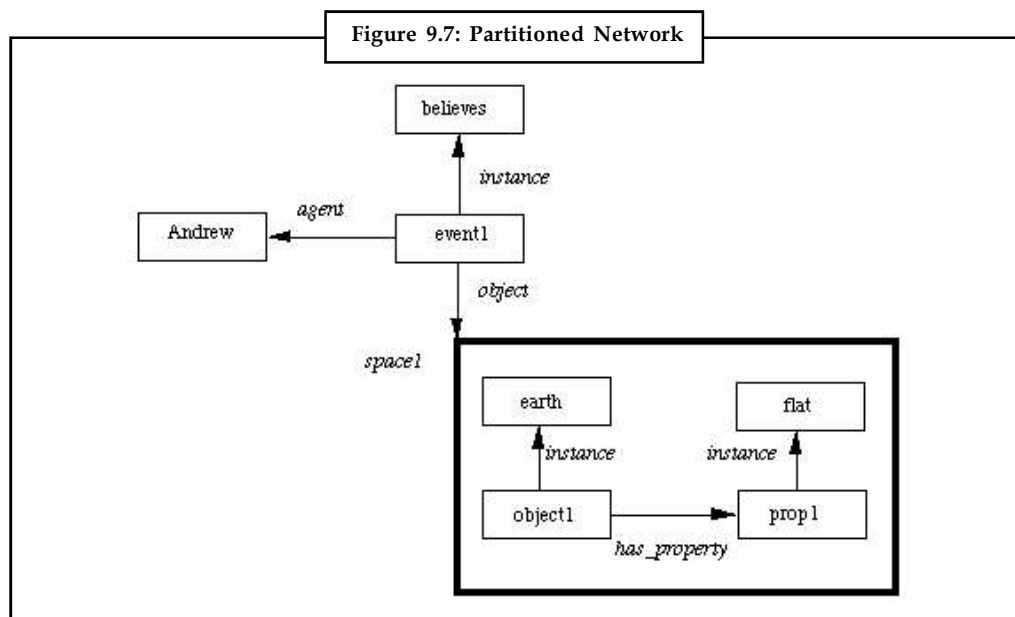 Figure 9.7: Partitioned Network
believes
instance
agent
Andrew
event1
object
space1
earth
flat
instance
instance
object1
prop1
has_property